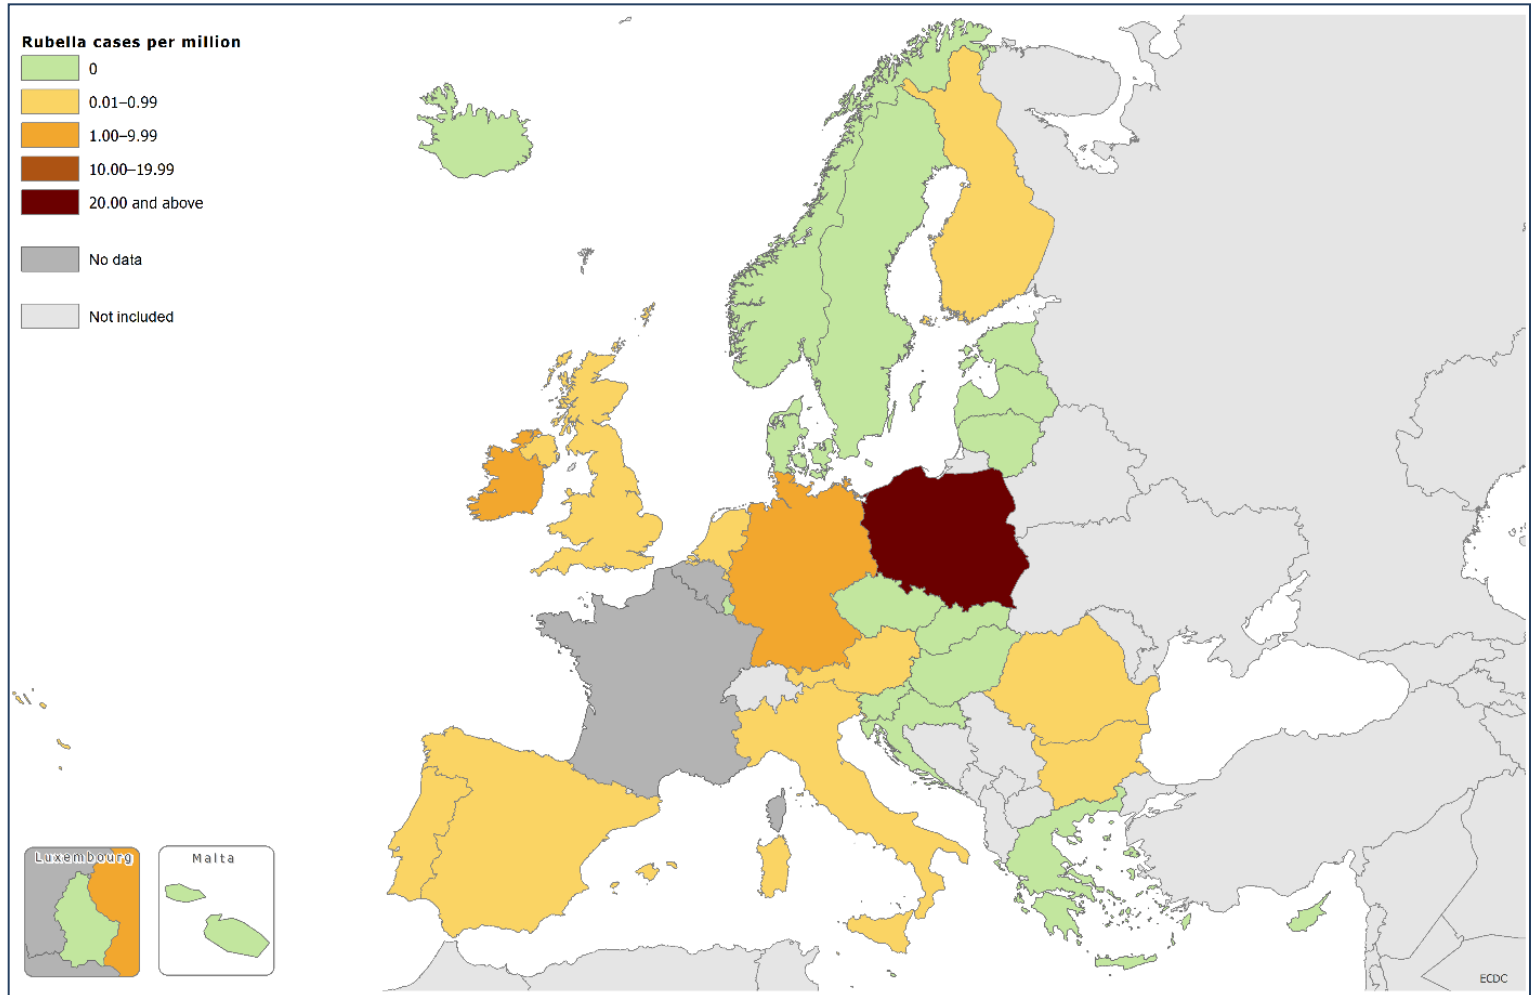 Rubella cases per million
0
0.01–0.99
1.00–9.99
10.00–19.99
20.00 and above
No data
Not included
Luxembourg
Malta
ECDC